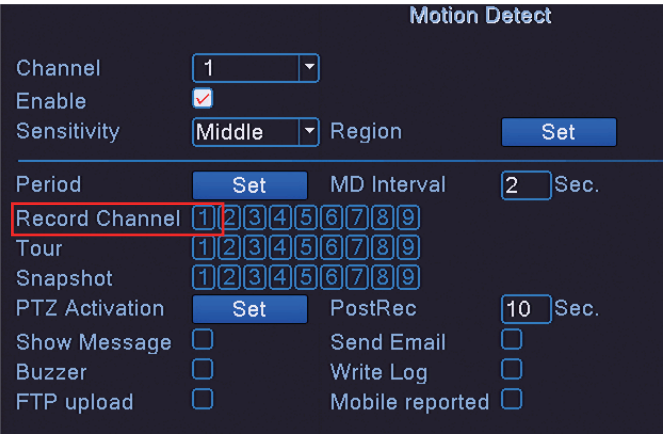 Motion Detect
Channel 1
Enable
Sensitivity Middle Region Set
Period Set MD Interval 2 Sec.
Record Channel 1 2 3 4 5 6 7 8 9
Tour 1 2 3 4 5 6 7 8 9
Snapshot 1 2 3 4 5 6 7 8 9
PTZ Activation Set PostRec 10 Sec.
Show Message Send Email
Buzzer Write Log
FTP upload Mobile reported